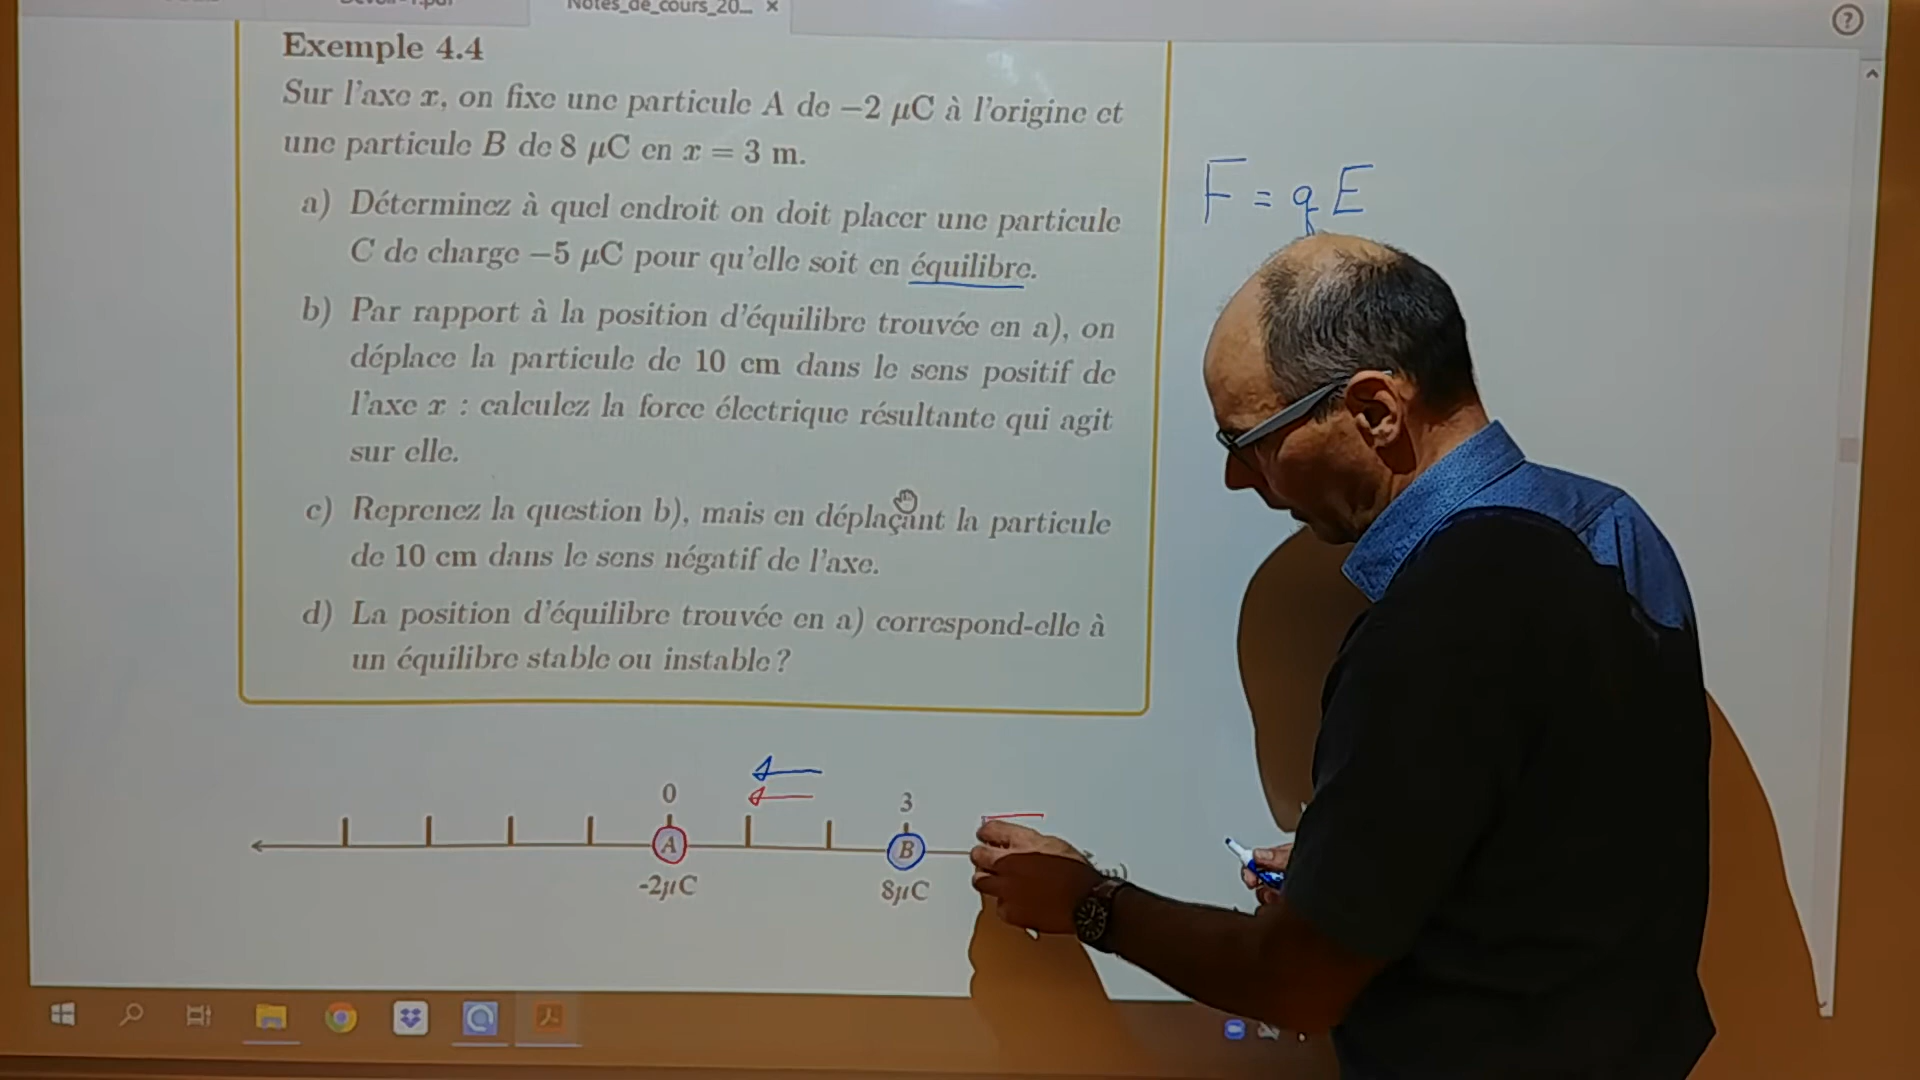 Notes_de_cours_20... ×
Exemple 4.4
Sur l'axe x, on fixe une particule A de −2 μC à l'origine et
une particule B de 8 μC en x = 3 m.
a) Déterminez à quel endroit on doit placer une particule
C de charge −5 μC pour qu'elle soit en équilibre.
b) Par rapport à la position d'équilibre trouvée en a), on
déplace la particule de 10 cm dans le sens positif de
l'axe x : calculez la force électrique résultante qui agit
sur elle.
c) Reprenez la question b), mais en déplaçant la particule
de 10 cm dans le sens négatif de l'axe.
d) La position d'équilibre trouvée en a) correspond-elle à
un équilibre stable ou instable ?
F = qE
0
3
A
B
-2μC
8μC